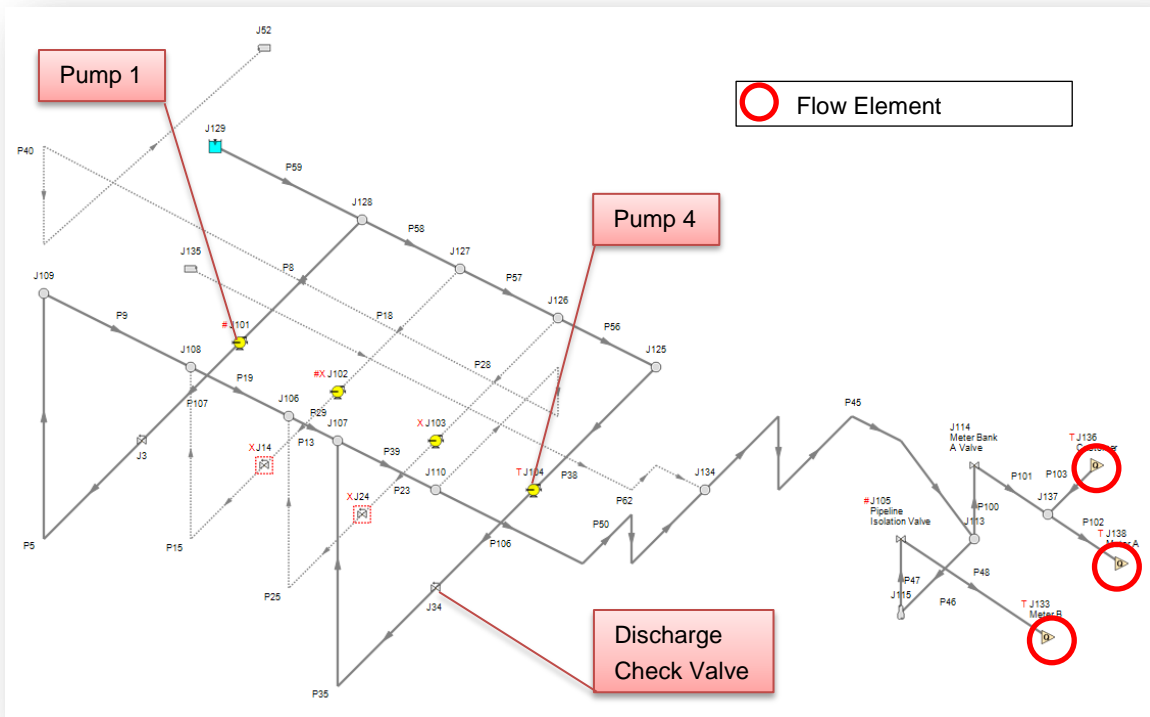 J52
Pump 1
Flow Element
J129
P40
P59
J128
P58
Pump 4
J127
J135
P8
P57
J109
J126
P9
P18
P56
# J101
J108
P28
J125
#X J102
P19
P107
J106
P29
J107
X J103
P45
P13
J114
Meter Bank
A Valve
T J136
Customer
J3
P39
X J14
J110
T J104
P38
J134
P101
P103
P23
P62
X J24
# J105
Pipeline
Isolation Valve
P100
J137
P102
P50
J113
T J138
Meter A
P5
P15
P106
P47
P48
P25
J34
J115
P46
T J133
Meter B
Discharge
Check Valve
P35